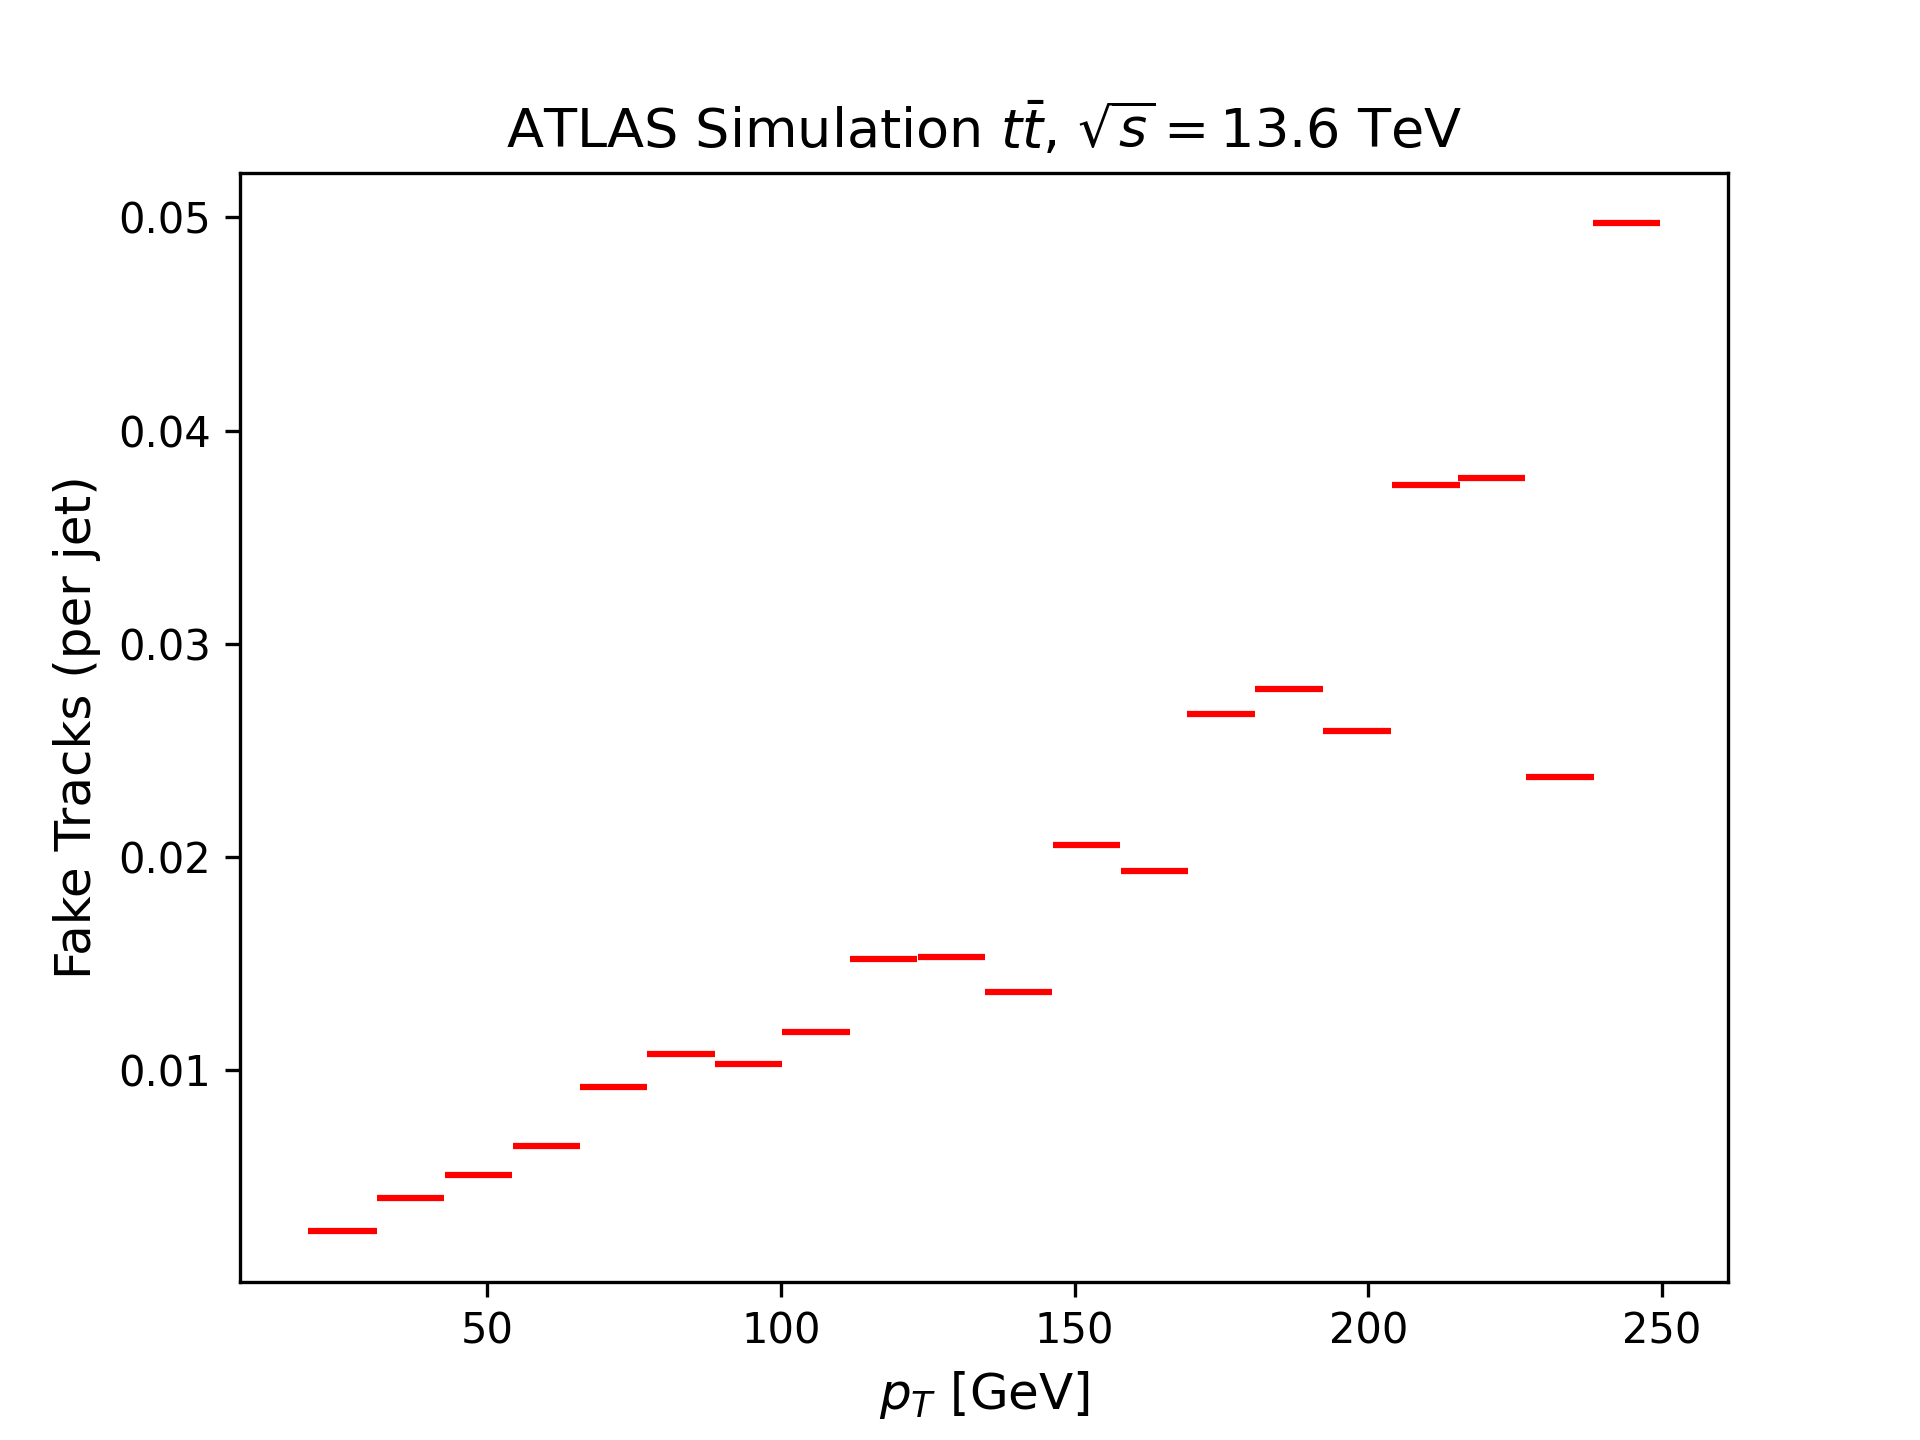 ATLAS Simulation $t\bar{t}$, $\sqrt{s} = 13.6$ TeV
0.05
0.04
0.03
0.02
0.01
Fake Tracks (per jet)
50 100 150 200 250
$p_T$ [GeV]